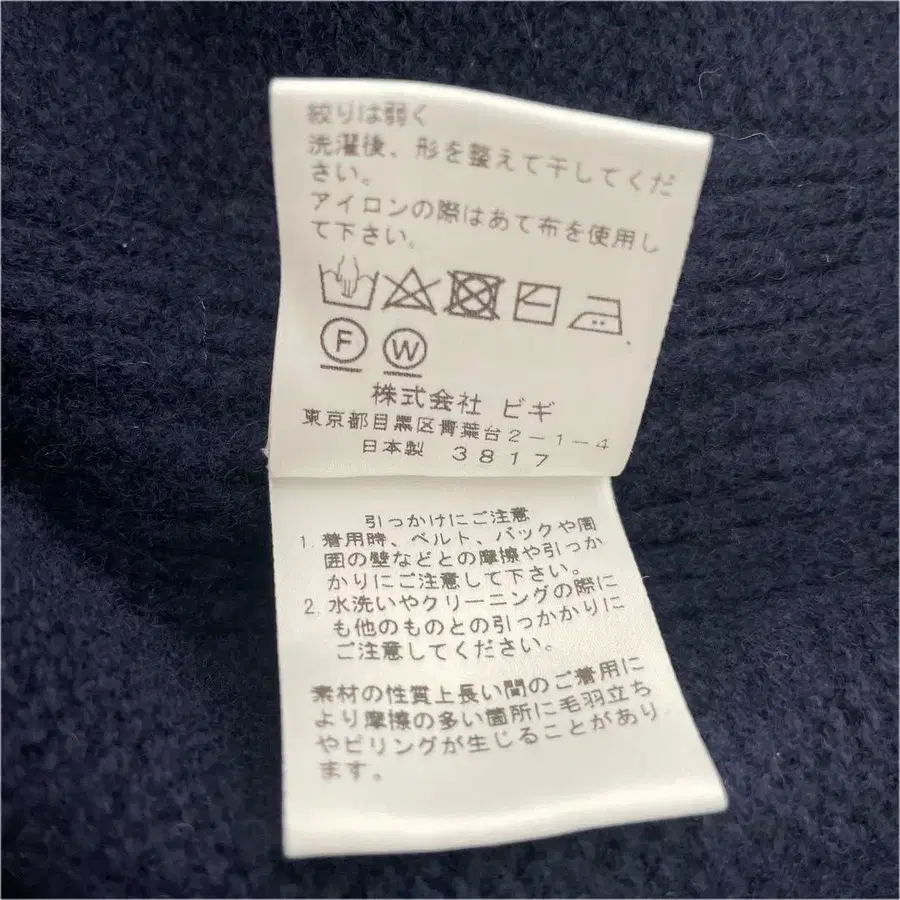 絞りは弱く
洗濯後、形を整えて干してくだ
さい。
アイロンの際はあて布を使用し
て下さい。
F W
株式会社 ビギ
東京都目黒区青葉台2-1-4
日本製 3817
引っかけにご注意
1. 着用時、ベルト、バックや周
囲の壁などとの摩擦や引っか
かりにご注意して下さい。
2. 水洗いやクリーニングの際に
も他のものとの引っかかりに
ご注意してください。
素材の性質上長い間のご着用に
より摩擦の多い箇所に毛羽立ち
やピリングが生じることがあり
ます。